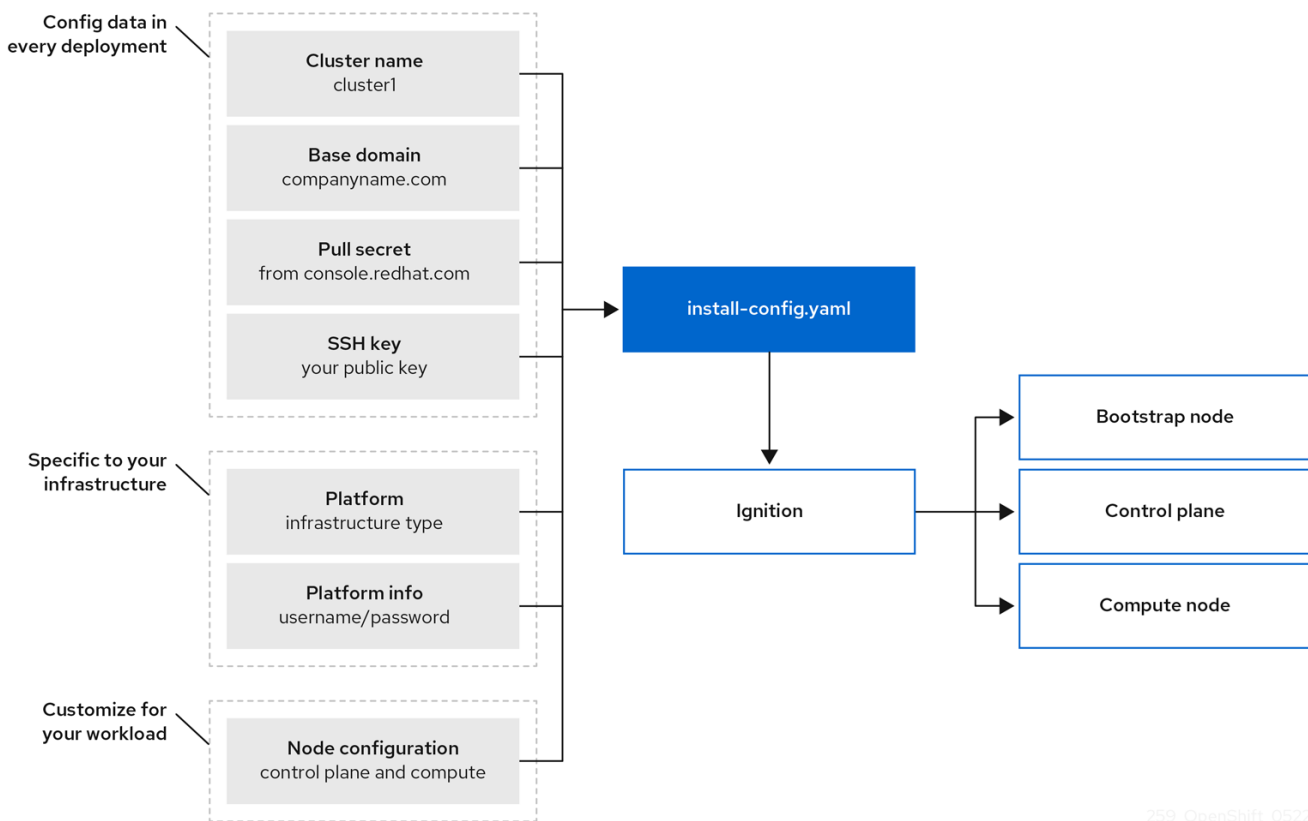 Config data in
every deployment
Cluster name
cluster1
Base domain
companyname.com
Pull secret
from console.redhat.com
SSH key
your public key
Specific to your
infrastructure
Platform
infrastructure type
Platform info
username/password
Customize for
your workload
Node configuration
control plane and compute
install-config.yaml
Ignition
Bootstrap node
Control plane
Compute node
259_OpenShift_0522